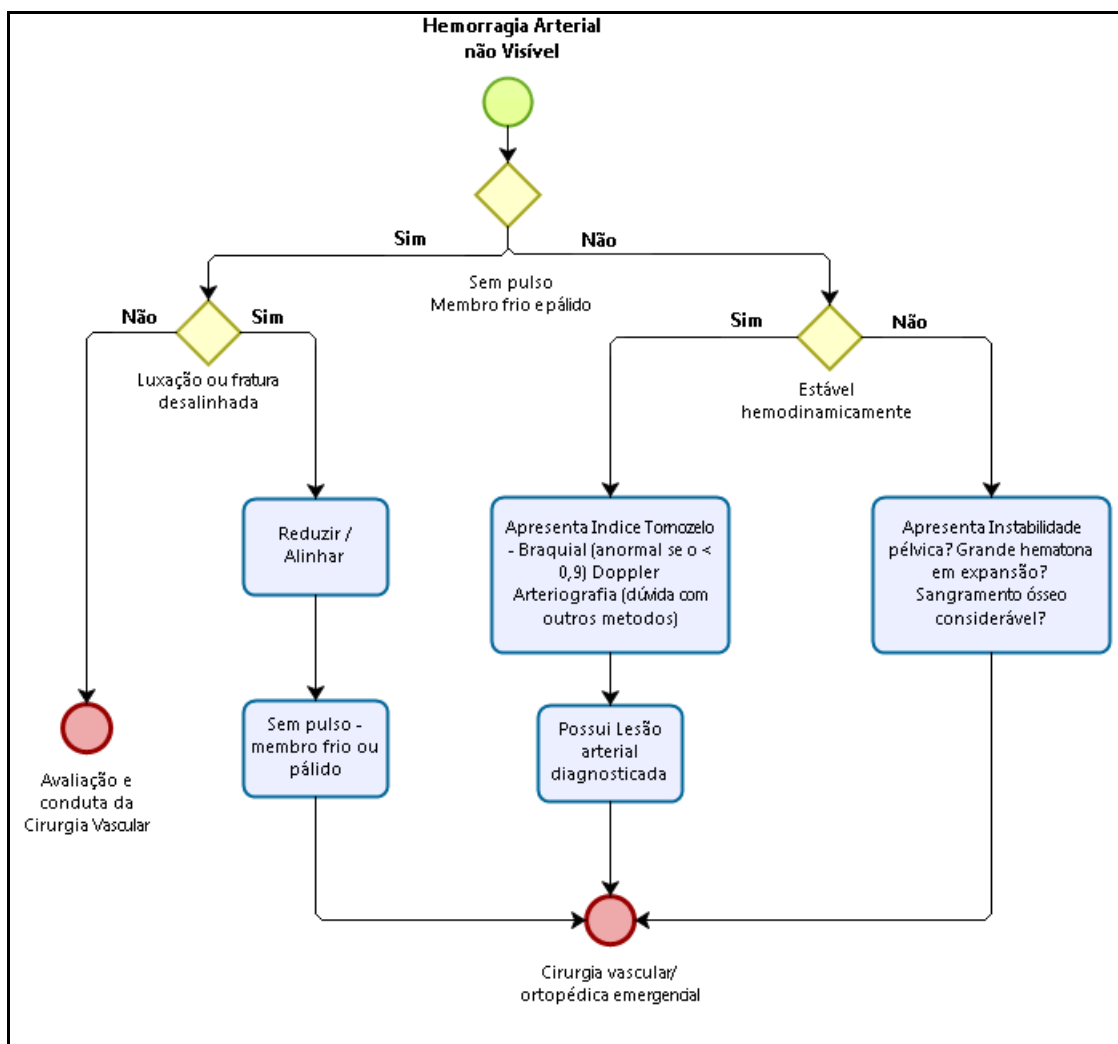 Hemorragia Arterial
não Visível
Sim
Não
Sem pulso
Membro frio e pálido
Não
Sim
Luxação ou fratura
desalinhada
Sim
Não
Estável
hemodinamicamente
Reduzir /
Alinhar
Apresenta Indice Tornozelo
- Braquial (anormal se o <
0,9) Doppler
Arteriografia (dúvida com
outros metodos)
Apresenta Instabilidade
pélvica? Grande hematona
em expansão?
Sangramento ósseo
considerável?
Sem pulso -
membro frio ou
pálido
Possui Lesão
arterial
diagnosticada
Avaliação e
conduta da
Cirurgia Vascular
Cirurgia vascular/
ortopédica emergencial